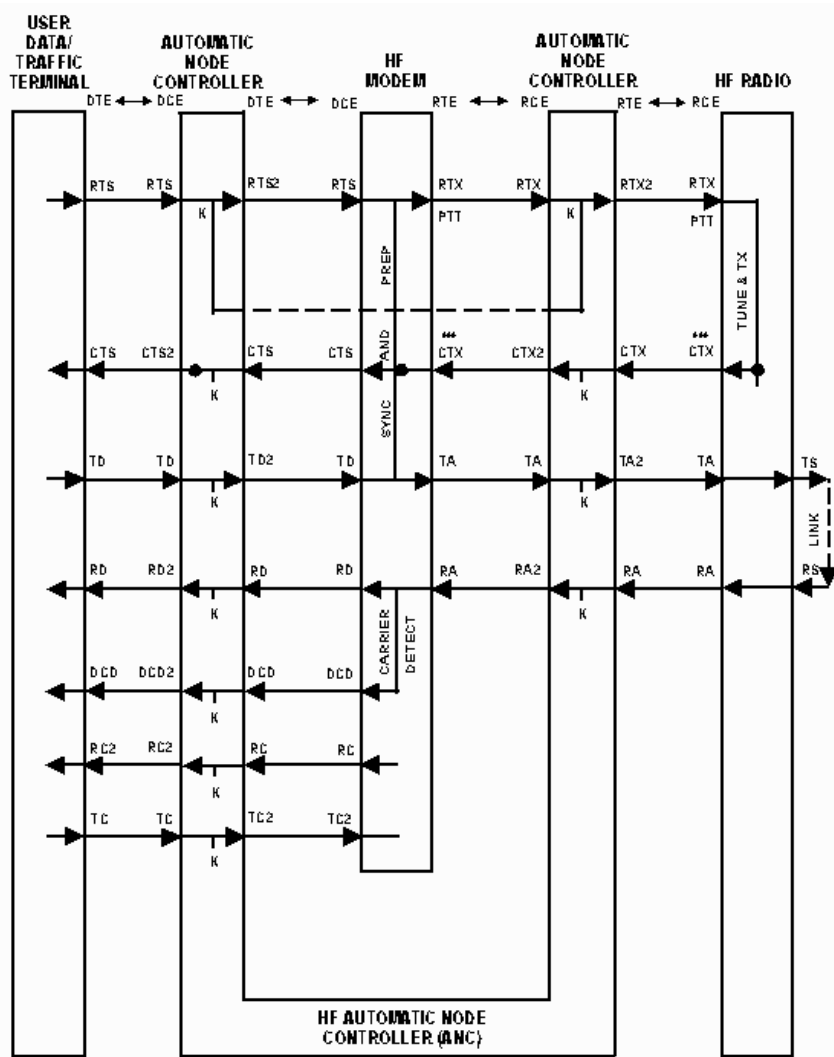 USER
DATA/
TRAFFIC
TERMINAL
AUTOMATIC
NODE
CONTROLLER
HF
MODEM
AUTOMATIC
NODE
CONTROLLER
HF RADIO
DTE DCE DTE DCE RTE RCE RTE RCE
RTS RTS RTS2 RTS RTX RTX RTX2 RTX
K PTT K PTT
PREP
TUNE & TX
AND
*** ***
CTS CTS2 CTS CTS CTX CTX2 CTX CTX
K K
SYNC
TD TD TD2 TD TA TA TA2 TA TS
K K
LINK
RD RD2 RD RD RA RA2 RA RA RS
K K
CARRIER
DETECT
DCD DCD2 DCD DCD
K
RC2 RC2 RC RC
K
TC TC TC2 TC2
K
HF AUTOMATIC NODE
CONTROLLER (ANC)